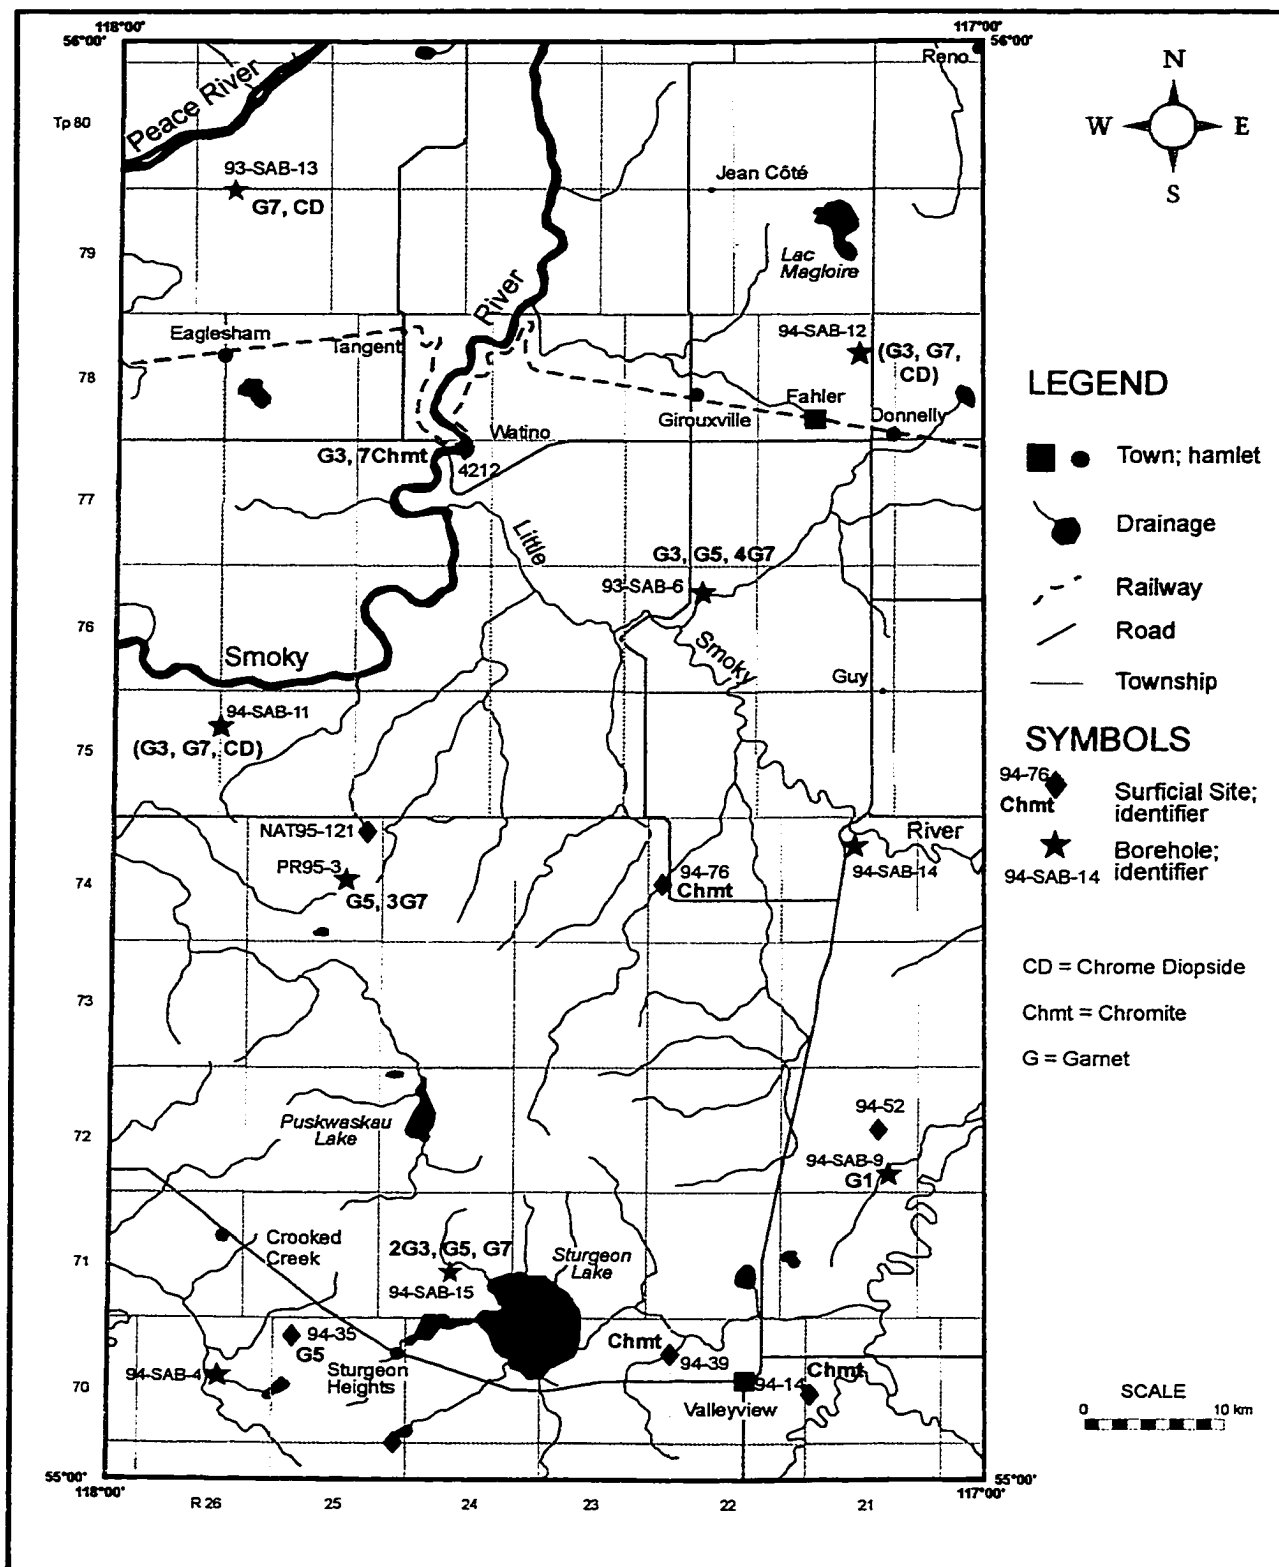 118°00'
117°00'
56°00'
56°00'
Reno
Peace River
N
W
E
S
Tp 80
93-SAB-13
G7, CD
Jean Côté
79
Lac
Magloire
River
Eaglesham
Tangent
94-SAB-12
(G3, G7,
CD)
78
Fahler
Girouxville
Donnelly
Watino
G3, 7Chmt
4212
77
Little
G3, G5, 4G7
93-SAB-6
76
Smoky
Smoky
Guy
94-SAB-11
(G3, G7, CD)
75
NAT95-121
River
PR95-3
94-76
Chmt
94-SAB-14
74
G5, 3G7
73
94-52
Puskwaskau
Lake
72
94-SAB-9
G1
Crooked
Creek
2G3, G5, G7
Sturgeon
Lake
71
94-SAB-15
94-35
G5
Chmt
94-39
94-SAB-4
Sturgeon
Heights
Chmt
94-14
70
Valleyview
55°00'
55°00'
118°00'
117°00'
R 26
25
24
23
22
21
LEGEND
Town; hamlet
Drainage
Railway
Road
Township
SYMBOLS
94-76
Chmt
Surficial Site;
identifier
Borehole;
identifier
94-SAB-14
CD = Chrome Diopside
Chmt = Chromite
G = Garnet
SCALE
0
10 km